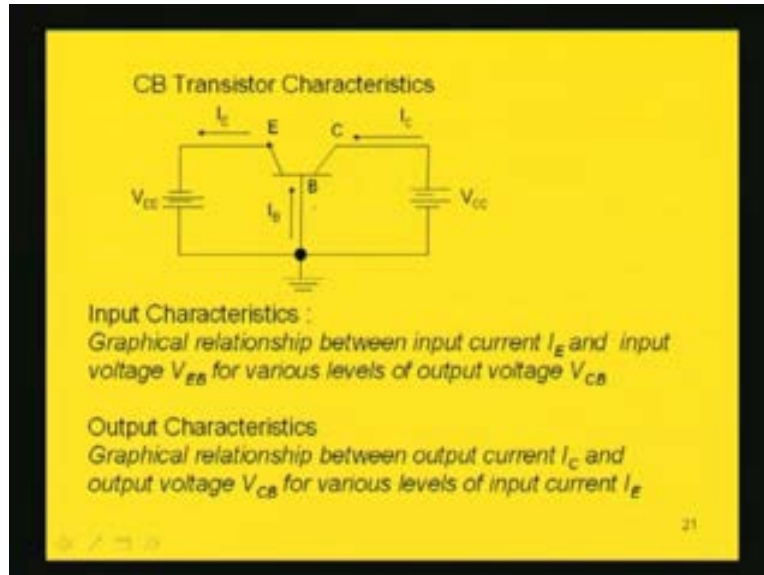 CB Transistor Characteristics
I_E E C I_C
V_EE I_B B V_CC
Input Characteristics :
Graphical relationship between input current I_E and input
voltage V_EB for various levels of output voltage V_CB
Output Characteristics
Graphical relationship between output current I_C and
output voltage V_CB for various levels of input current I_E
21